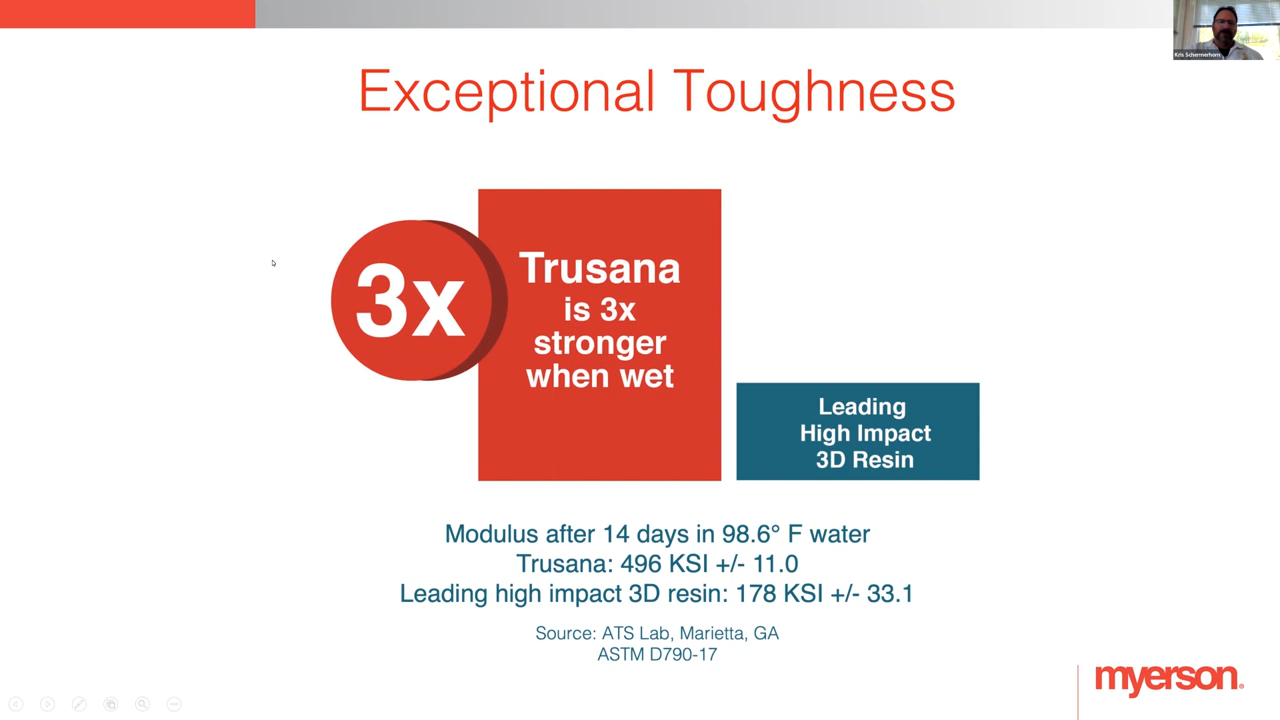 Kris Schermerhorn
Exceptional Toughness
3x
Trusana
is 3x
stronger
when wet
Leading
High Impact
3D Resin
Modulus after 14 days in 98.6° F water
Trusana: 496 KSI +/- 11.0
Leading high impact 3D resin: 178 KSI +/- 33.1
Source: ATS Lab, Marietta, GA
ASTM D790-17
myerson®